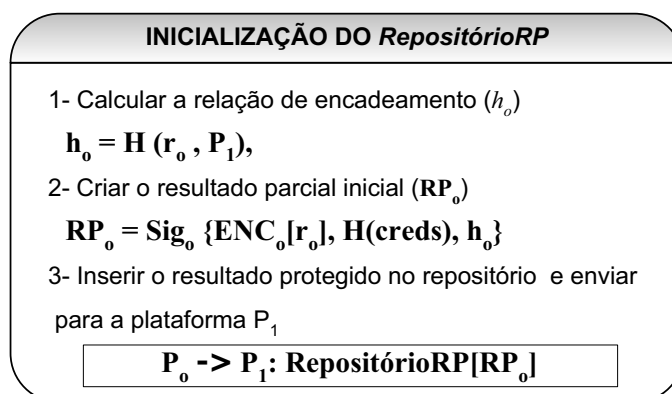 INICIALIZAÇÃO DO RepositórioRP
1- Calcular a relação de encadeamento (hₒ)
hₒ = H (rₒ , P₁),
2- Criar o resultado parcial inicial (RPₒ)
RPₒ = Sigₒ {ENCₒ[rₒ], H(creds), hₒ}
3- Inserir o resultado protegido no repositório e enviar
para a plataforma P₁
Pₒ -> P₁: RepositórioRP[RPₒ]